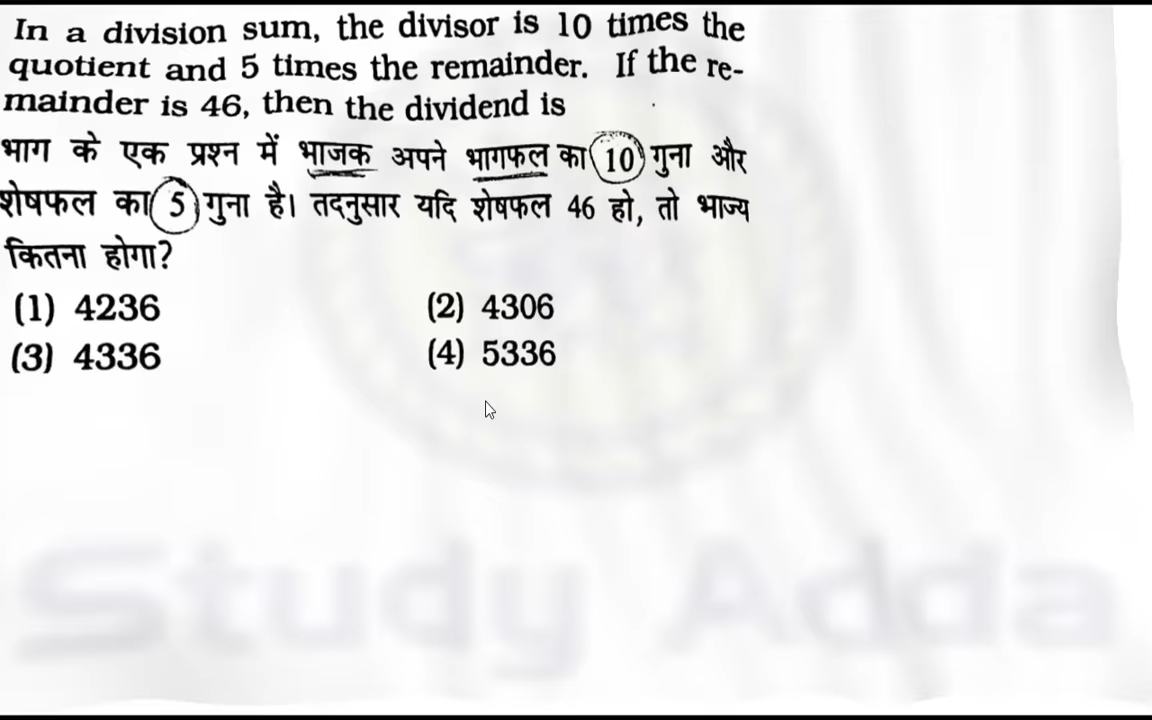 In a division sum, the divisor is 10 times the
quotient and 5 times the remainder. If the re-
mainder is 46, then the dividend is
भाग के एक प्रश्न में भाजक अपने भागफल का 10 गुना और
शेषफल का 5 गुना है। तदनुसार यदि शेषफल 46 हो, तो भाज्य
कितना होगा?
(1) 4236 (2) 4306
(3) 4336 (4) 5336
Study Adda